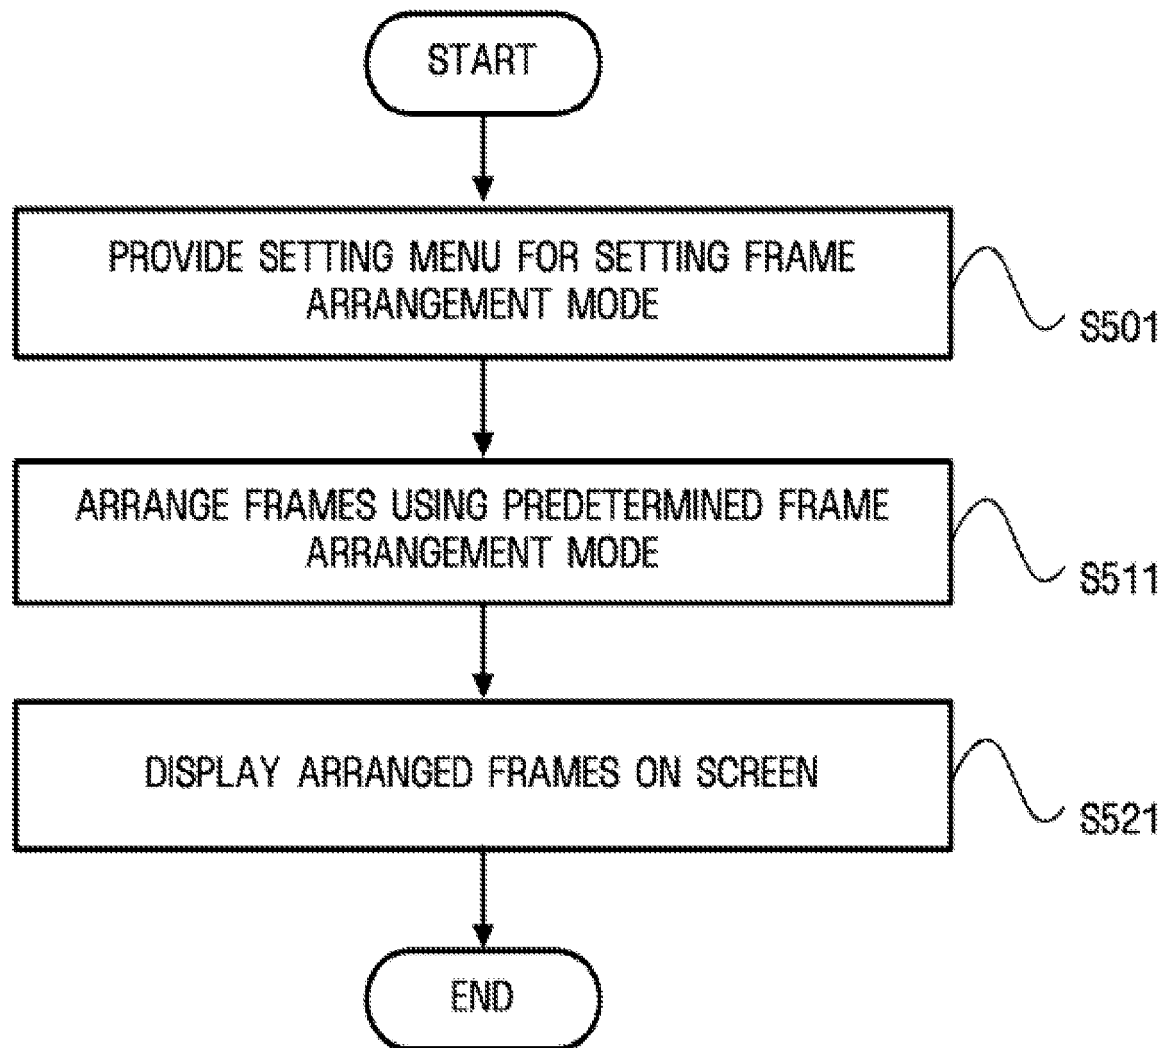 START
PROVIDE SETTING MENU FOR SETTING FRAME
ARRANGEMENT MODE
S501
ARRANGE FRAMES USING PREDETERMINED FRAME
ARRANGEMENT MODE
S511
DISPLAY ARRANGED FRAMES ON SCREEN
S521
END